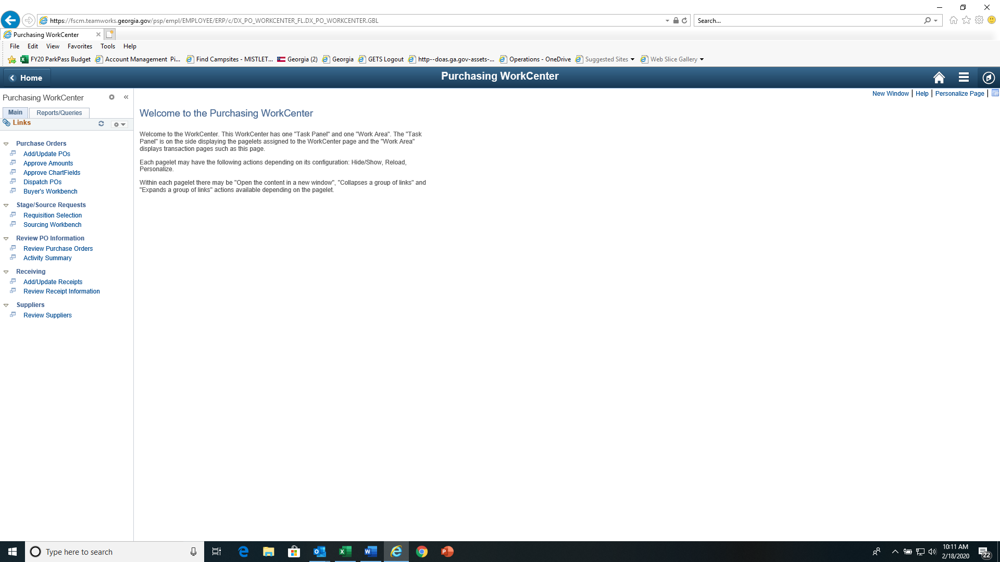 https://fscm.teamworks.georgia.gov/psp/empl/EMPLOYEE/ERP/c/DX_PO_WORKCENTER_FL.DX_PO_WORKCENTER.GBL
Search...
Purchasing WorkCenter
File Edit View Favorites Tools Help
FY20 ParkPass Budget Account Management Pi... Find Campsites - MISTLET... Georgia (2) Georgia GETS Logout http--doas.ga.gov-assets-... Operations - OneDrive Suggested Sites Web Slice Gallery
Home
Purchasing WorkCenter
New Window | Help | Personalize Page |
Purchasing WorkCenter
Main Reports/Queries
Links
Purchase Orders
Add/Update POs
Approve Amounts
Approve ChartFields
Dispatch POs
Buyer's Workbench
Stage/Source Requests
Requisition Selection
Sourcing Workbench
Review PO Information
Review Purchase Orders
Activity Summary
Receiving
Add/Update Receipts
Review Receipt Information
Suppliers
Review Suppliers
Welcome to the Purchasing WorkCenter
Welcome to the WorkCenter. This WorkCenter has one "Task Panel" and one "Work Area". The "Task
Panel" is on the side displaying the pagelets assigned to the WorkCenter page and the "Work Area"
displays transaction pages such as this page.
Each pagelet may have the following actions depending on its configuration: Hide/Show, Reload,
Personalize.
Within each pagelet there may be "Open the content in a new window", "Collapses a group of links" and
"Expands a group of links" actions available depending on the pagelet.
Type here to search
10:11 AM
2/18/2020
22